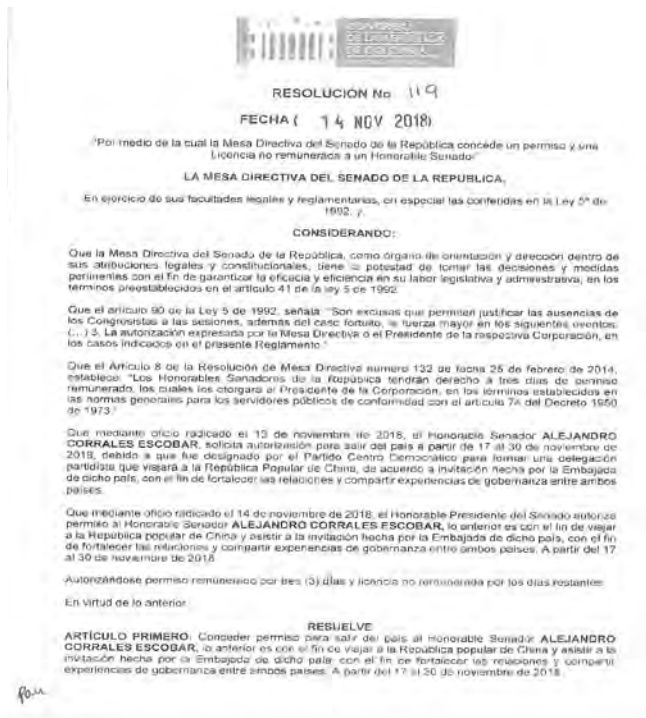 CONGRESO
DE LA REPÚBLICA
DE COLOMBIA
RESOLUCIÓN No 119
FECHA ( 14 NOV 2018)
"Por medio de la cual la Mesa Directiva del Senado de la República concede un permiso y una
Licencia no remunerada a un Honorable Senador"
LA MESA DIRECTIVA DEL SENADO DE LA REPUBLICA,
En ejercicio de sus facultades legales y reglamentarias, en especial las conferidas en la Ley 5ª de
1992, y,
CONSIDERANDO:
Que la Mesa Directiva del Senado de la República, como órgano de orientación y dirección dentro de
sus atribuciones legales y constitucionales, tiene la potestad de tomar las decisiones y medidas
pertinentes con el fin de garantizar la eficacia y eficiencia en su labor legislativa y administrativa, en los
términos preestablecidos en el artículo 41 de la ley 5 de 1992.
Que el artículo 90 de la Ley 5 de 1992, señala: "Son excusas que permiten justificar las ausencias de
los Congresistas a las sesiones, además del caso fortuito, la fuerza mayor en los siguientes eventos:
(...) 3. La autorización expresada por la Mesa Directiva o el Presidente de la respectiva Corporación, en
los casos indicados en el presente Reglamento."
Que el Artículo 8 de la Resolución de Mesa Directiva número 132 de fecha 25 de febrero de 2014,
establece: "Los Honorables Senadores de la República tendrán derecho a tres días de permiso
remunerado, los cuales los otorgará el Presidente de la Corporación, en los términos establecidos en
las normas generales para los servidores públicos de conformidad con el artículo 74 del Decreto 1950
de 1973."
Que mediante oficio radicado el 13 de noviembre de 2018, el Honorable Senador ALEJANDRO
CORRALES ESCOBAR, solicita autorización para salir del país a partir de 17 al 30 de noviembre de
2018, debido a que fue designado por el Partido Centro Democrático para formar una delegación
partidista que viajará a la República Popular de China, de acuerdo a invitación hecha por la Embajada
de dicho país, con el fin de fortalecer las relaciones y compartir experiencias de gobernanza entre ambos
países.
Que mediante oficio radicado el 14 de noviembre de 2018, el Honorable Presidente del Senado autoriza
permiso al Honorable Senador ALEJANDRO CORRALES ESCOBAR, lo anterior es con el fin de viajar
a la República popular de China y asistir a la invitación hecha por la Embajada de dicho país, con el fin
de fortalecer las relaciones y compartir experiencias de gobernanza entre ambos países. A partir del 17
al 30 de noviembre de 2018
Autorizándose permiso remunerado por tres (3) días y licencia no remunerada por los días restantes.
En virtud de lo anterior
RESUELVE
ARTÍCULO PRIMERO: Conceder permiso para salir del país al Honorable Senador ALEJANDRO
CORRALES ESCOBAR, lo anterior es con el fin de viajar a la República popular de China y asistir a la
invitación hecha por la Embajada de dicho país, con el fin de fortalecer las relaciones y compartir
experiencias de gobernanza entre ambos países. A partir del 17 al 30 de noviembre de 2018